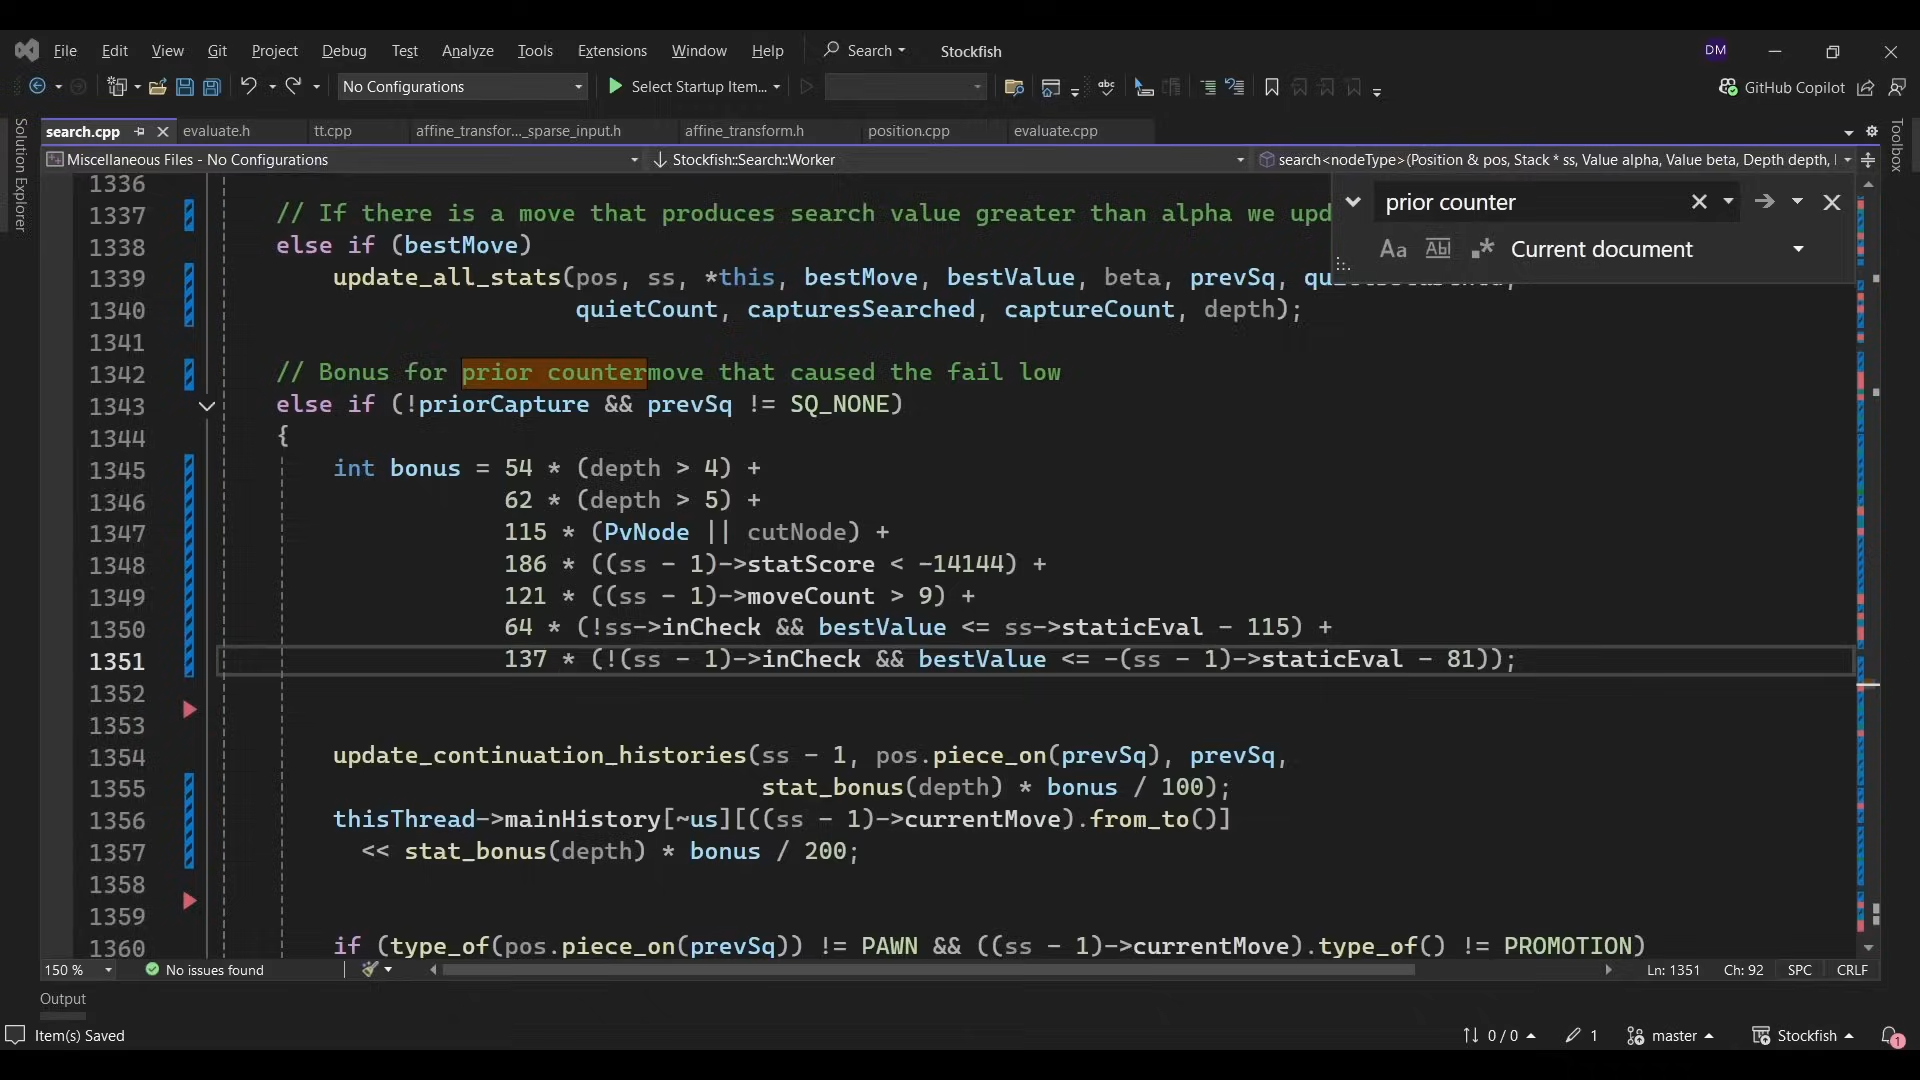 File Edit View Git Project Debug Test Analyze Tools Extensions Window Help Search Stockfish DM
No Configurations Select Startup Item... GitHub Copilot
search.cpp evaluate.h tt.cpp affine_transfor..._sparse_input.h affine_transform.h position.cpp evaluate.cpp
Miscellaneous Files - No Configurations Stockfish::Search::Worker search<nodeType>(Position & pos, Stack * ss, Value alpha, Value beta, Depth depth,
Solution Explorer
Toolbox
prior counter
Aa Abl .* Current document
1336
1337 // If there is a move that produces search value greater than alpha we upd
1338 else if (bestMove)
1339 update_all_stats(pos, ss, *this, bestMove, bestValue, beta, prevSq,
1340 quietCount, capturesSearched, captureCount, depth);
1341
1342 // Bonus for prior countermove that caused the fail low
1343 else if (!priorCapture && prevSq != SQ_NONE)
1344 {
1345 int bonus = 54 * (depth > 4) +
1346 62 * (depth > 5) +
1347 115 * (PvNode || cutNode) +
1348 186 * ((ss - 1)->statScore < -14144) +
1349 121 * ((ss - 1)->moveCount > 9) +
1350 64 * (!ss->inCheck && bestValue <= ss->staticEval - 115) +
1351 137 * (!(ss - 1)->inCheck && bestValue <= -(ss - 1)->staticEval - 81));
1352
1353
1354 update_continuation_histories(ss - 1, pos.piece_on(prevSq), prevSq,
1355 stat_bonus(depth) * bonus / 100);
1356 thisThread->mainHistory[~us][((ss - 1)->currentMove).from_to()]
1357 << stat_bonus(depth) * bonus / 200;
1358
1359
1360 if (type_of(pos.piece_on(prevSq)) != PAWN && ((ss - 1)->currentMove).type_of() != PROMOTION)
150 % No issues found Ln: 1351 Ch: 92 SPC CRLF
Output
Item(s) Saved 0 / 0 1 master Stockfish 1